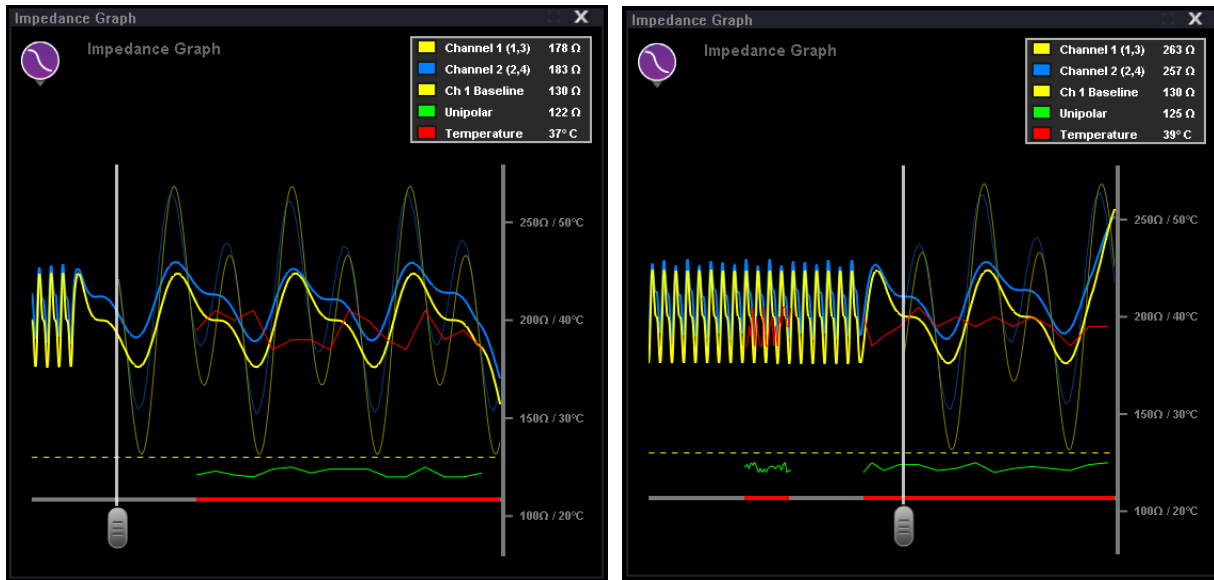 Impedance Graph X
Impedance Graph
Channel 1 (1,3) 178 Ω
Channel 2 (2,4) 183 Ω
Ch 1 Baseline 130 Ω
Unipolar 122 Ω
Temperature 37° C
250Ω / 50°C
200Ω / 40°C
150Ω / 30°C
100Ω / 20°C
Impedance Graph X
Impedance Graph
Channel 1 (1,3) 263 Ω
Channel 2 (2,4) 257 Ω
Ch 1 Baseline 130 Ω
Unipolar 125 Ω
Temperature 39° C
250Ω / 50°C
200Ω / 40°C
150Ω / 30°C
100Ω / 20°C